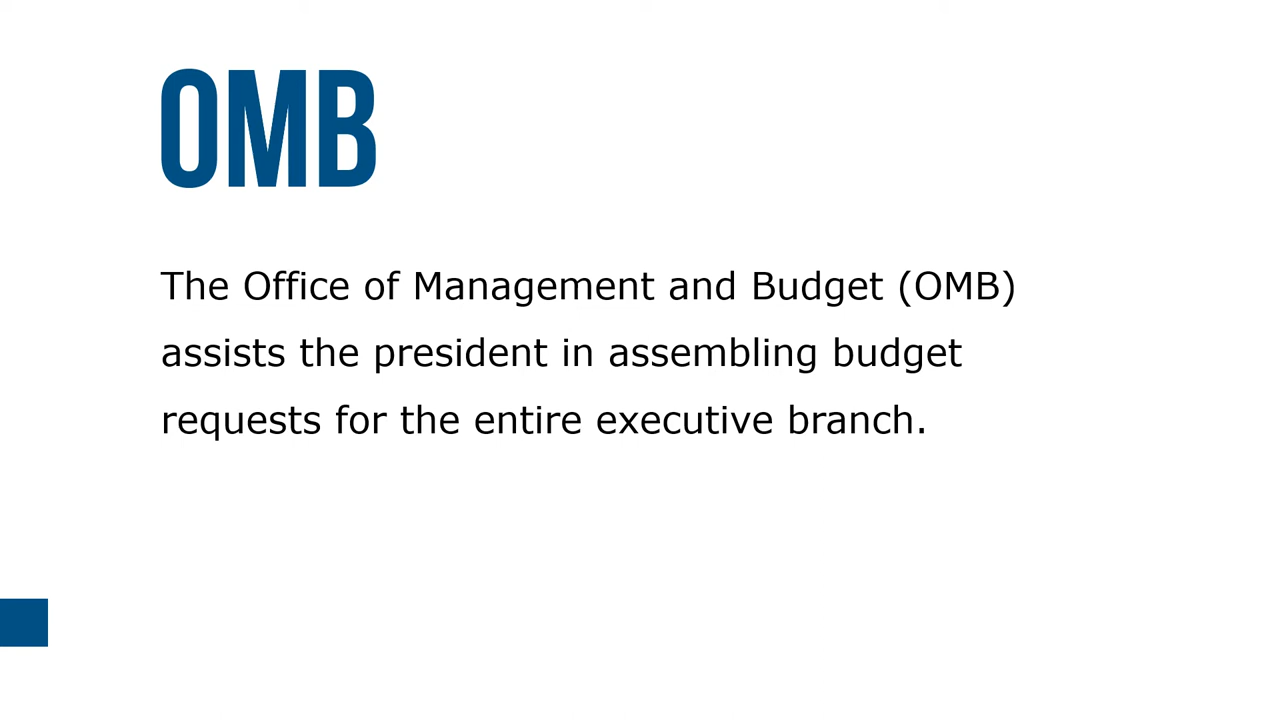 OMB
The Office of Management and Budget (OMB)
assists the president in assembling budget
requests for the entire executive branch.